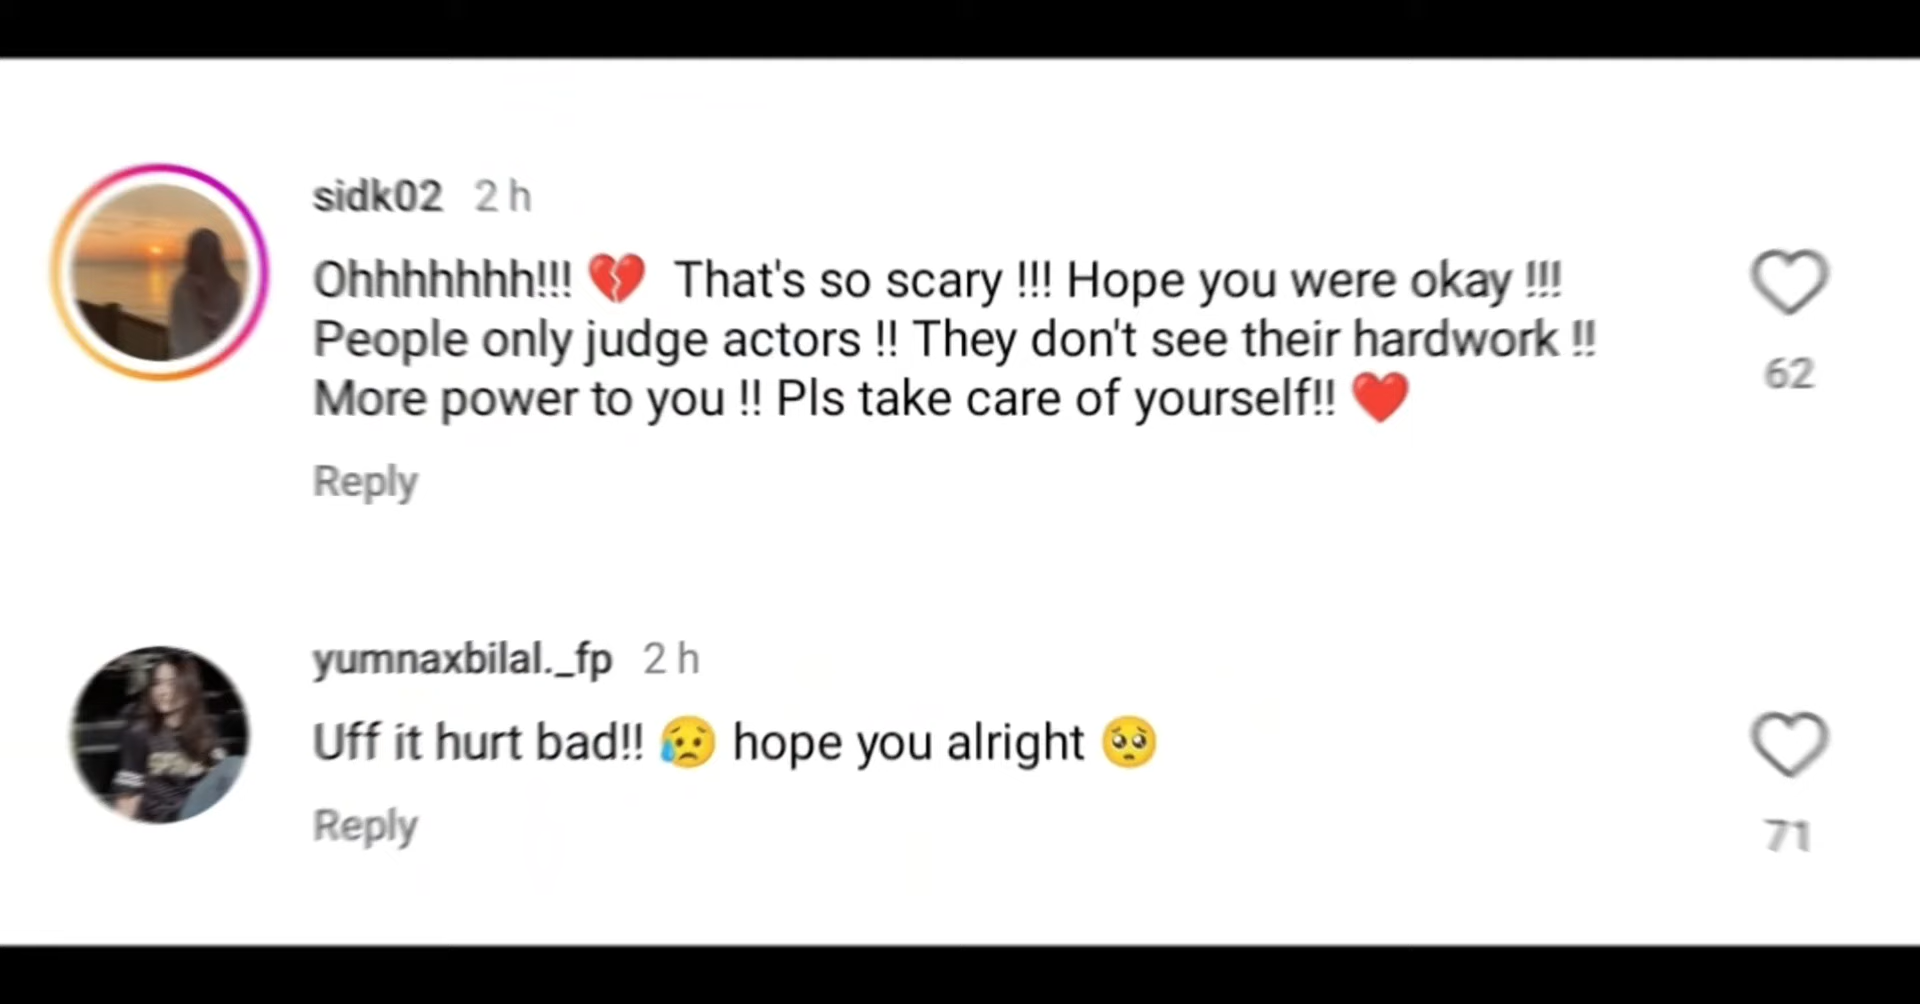 sidk02 2 h
Ohhhhhhh!!! 💔 That's so scary !!! Hope you were okay !!!
People only judge actors !! They don't see their hardwork !!
More power to you !! Pls take care of yourself!! ❤️
62
Reply
yumnaxbilal._fp 2 h
Uff it hurt bad!! 😥 hope you alright 🥺
71
Reply